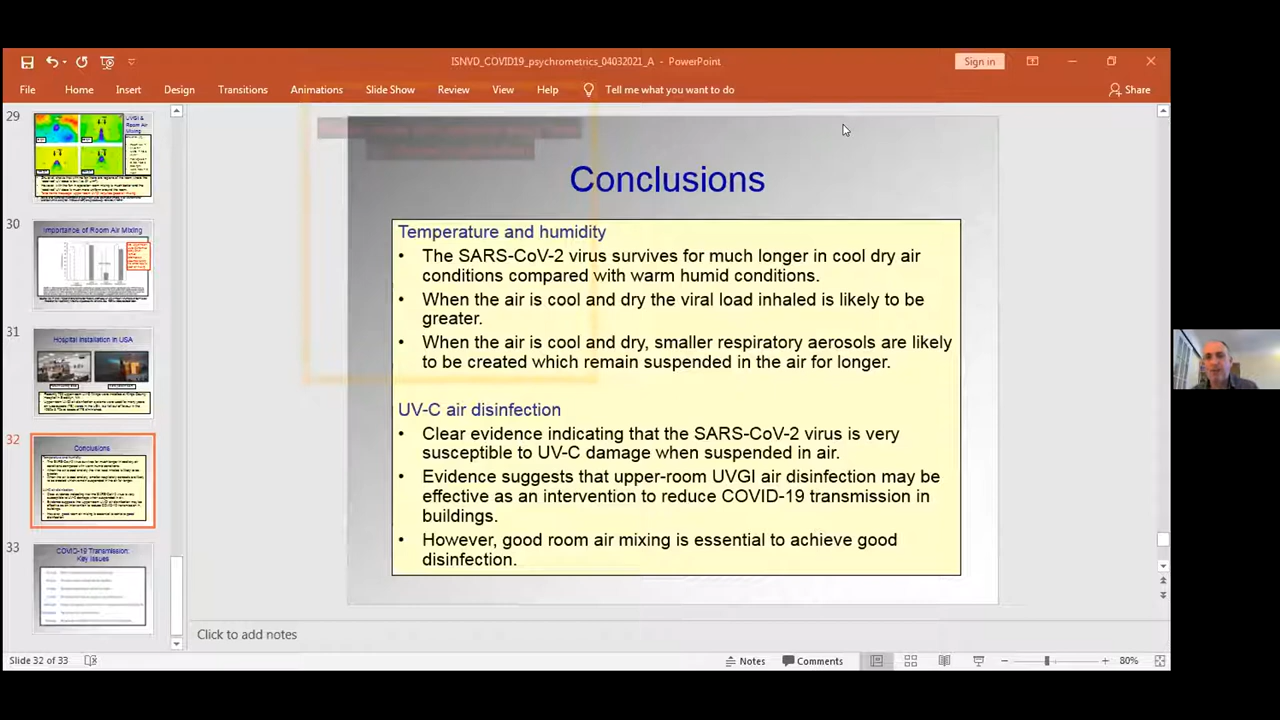 ISNVD_COVID19_psychrometrics_04032021_A - PowerPoint
Sign in
File Home Insert Design Transitions Animations Slide Show Review View Help Tell me what you want to do
Share
29
UVGI &
Room Air
Mixing
30
Importance of Room Air Mixing
31
Hospital Installation in USA
32
Conclusions
33
COVID-19 Transmission:
Key Issues
Conclusions
Temperature and humidity
• The SARS-CoV-2 virus survives for much longer in cool dry air
conditions compared with warm humid conditions.
• When the air is cool and dry the viral load inhaled is likely to be
greater.
• When the air is cool and dry, smaller respiratory aerosols are likely
to be created which remain suspended in the air for longer.
UV-C air disinfection
• Clear evidence indicating that the SARS-CoV-2 virus is very
susceptible to UV-C damage when suspended in air.
• Evidence suggests that upper-room UVGI air disinfection may be
effective as an intervention to reduce COVID-19 transmission in
buildings.
• However, good room air mixing is essential to achieve good
disinfection.
Click to add notes
Slide 32 of 33
Notes Comments
80%